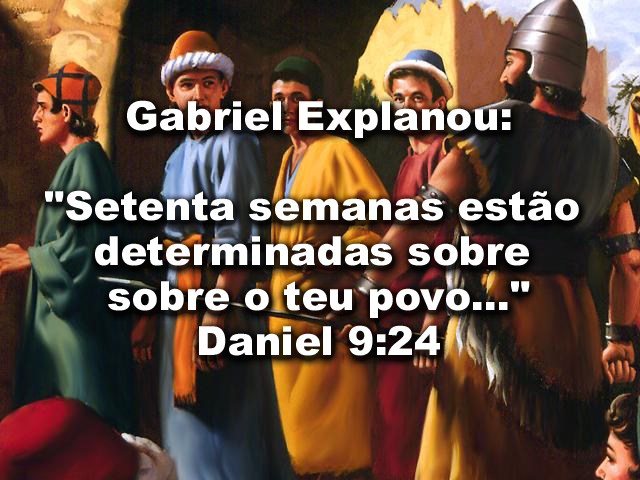 Gabriel Explanou:
"Setenta semanas estão
determinadas sobre
sobre o teu povo..."
Daniel 9:24